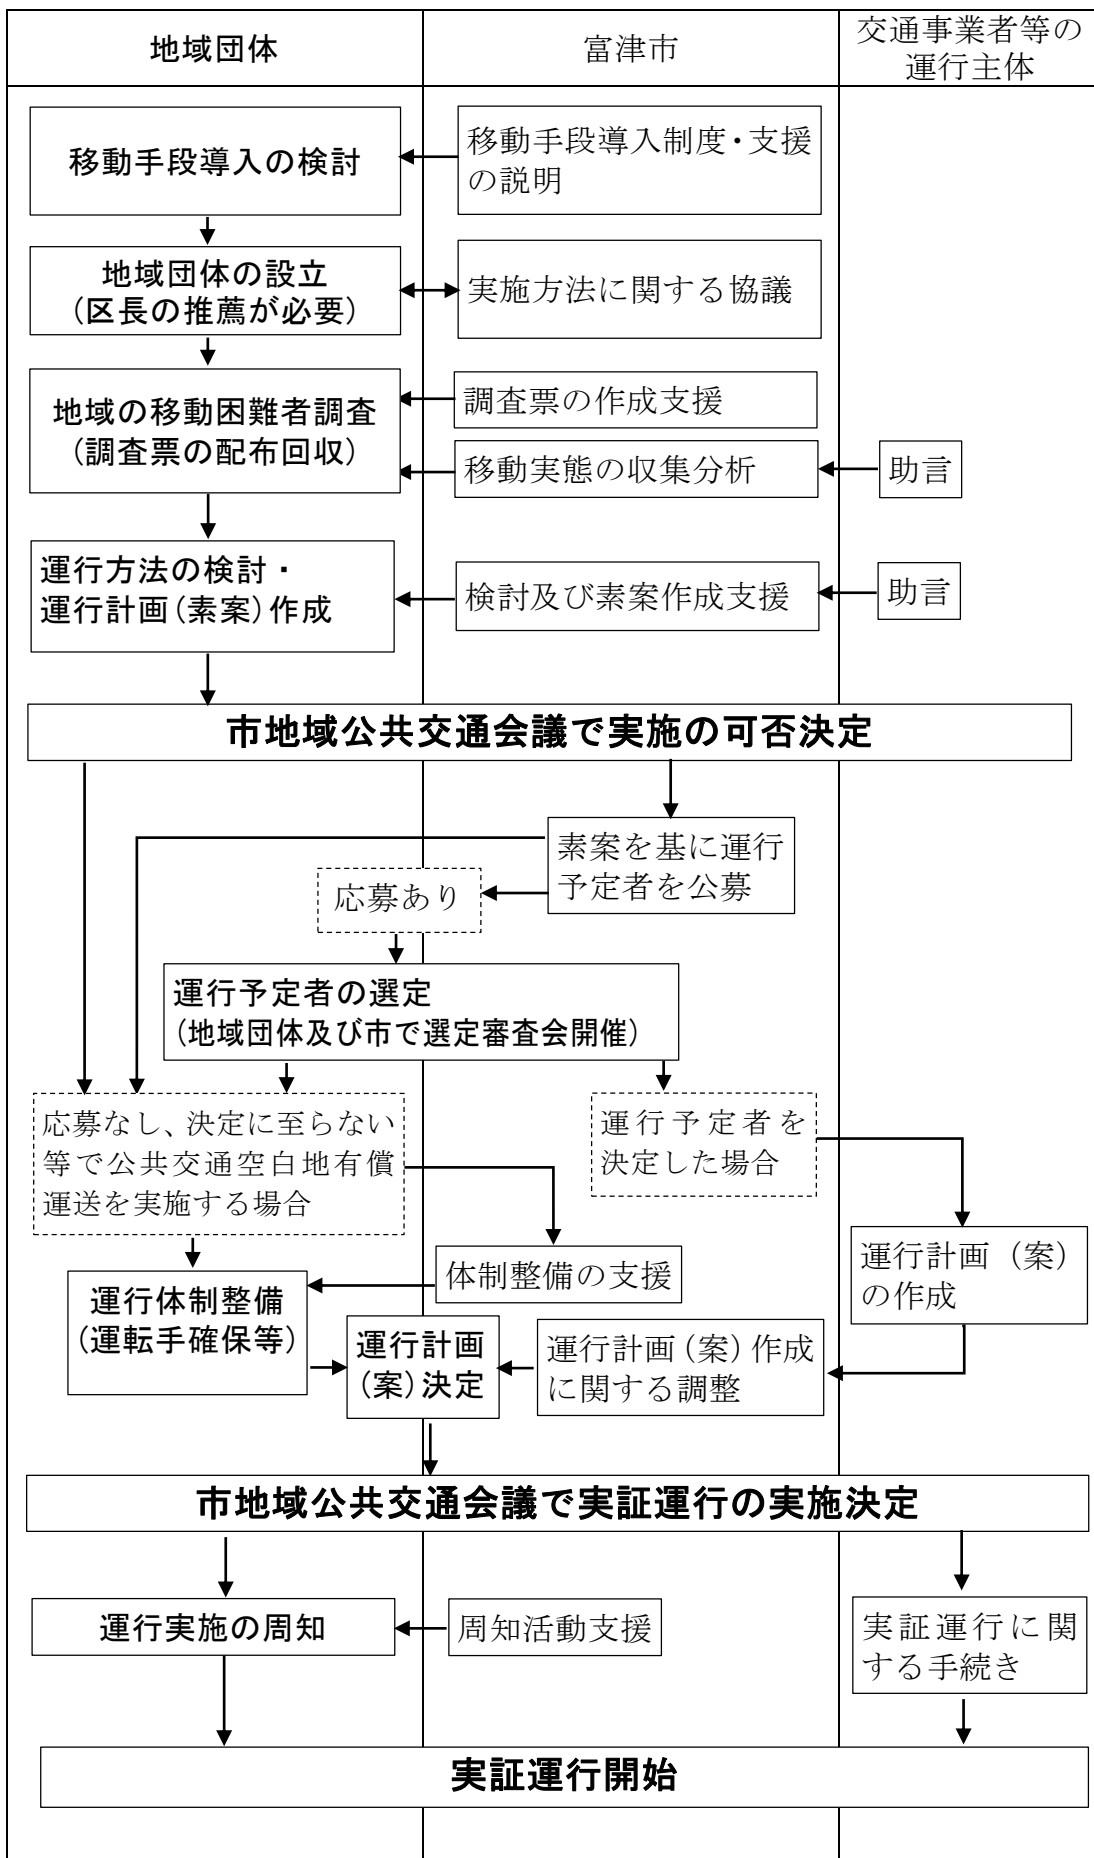 地域団体
富津市
交通事業者等の
運行主体
移動手段導入の検討
移動手段導入制度・支援
の説明
地域団体の設立
(区長の推薦が必要)
実施方法に関する協議
地域の移動困難者調査
(調査票の配布回収)
調査票の作成支援
移動実態の収集分析
助言
運行方法の検討・
運行計画(素案)作成
検討及び素案作成支援
助言
市地域公共交通会議で実施の可否決定
素案を基に運行
予定者を公募
応募あり
運行予定者の選定
(地域団体及び市で選定審査会開催)
応募なし、決定に至らない
等で公共交通空白地有償
運送を実施する場合
運行予定者を
決定した場合
体制整備の支援
運行計画（案）
の作成
運行体制整備
(運転手確保等)
運行計画
(案)決定
運行計画(案)作成
に関する調整
市地域公共交通会議で実証運行の実施決定
運行実施の周知
周知活動支援
実証運行に関
する手続き
実証運行開始